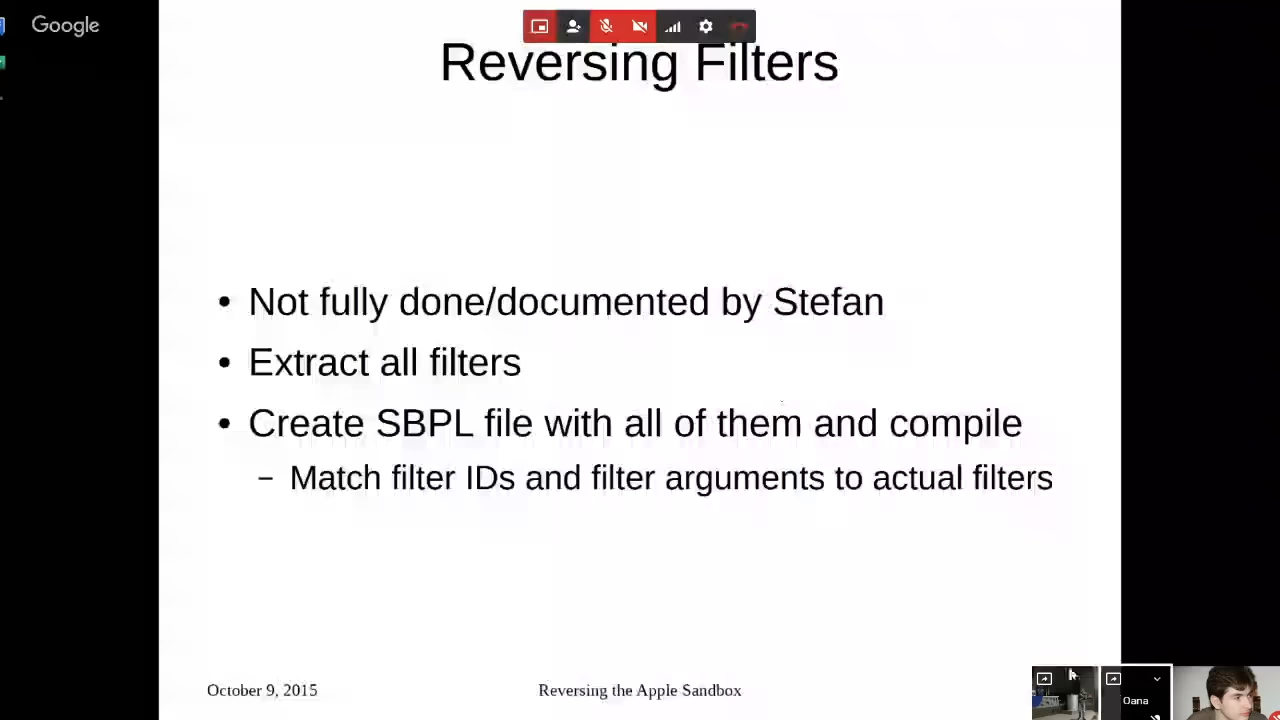 Google
Reversing Filters
• Not fully done/documented by Stefan
• Extract all filters
• Create SBPL file with all of them and compile
– Match filter IDs and filter arguments to actual filters
October 9, 2015
Reversing the Apple Sandbox
Oana